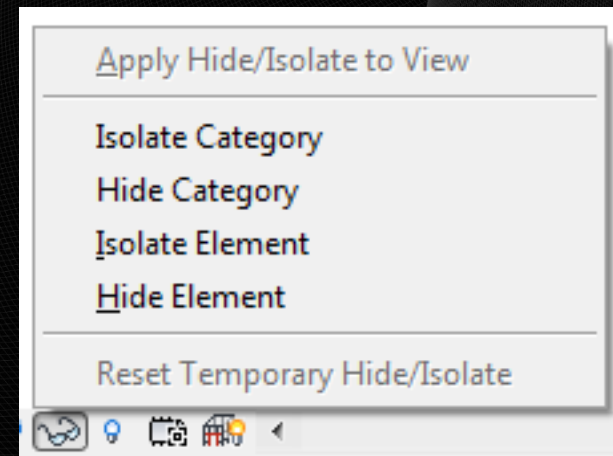 Apply Hide/Isolate to View
Isolate Category
Hide Category
Isolate Element
Hide Element
Reset Temporary Hide/Isolate